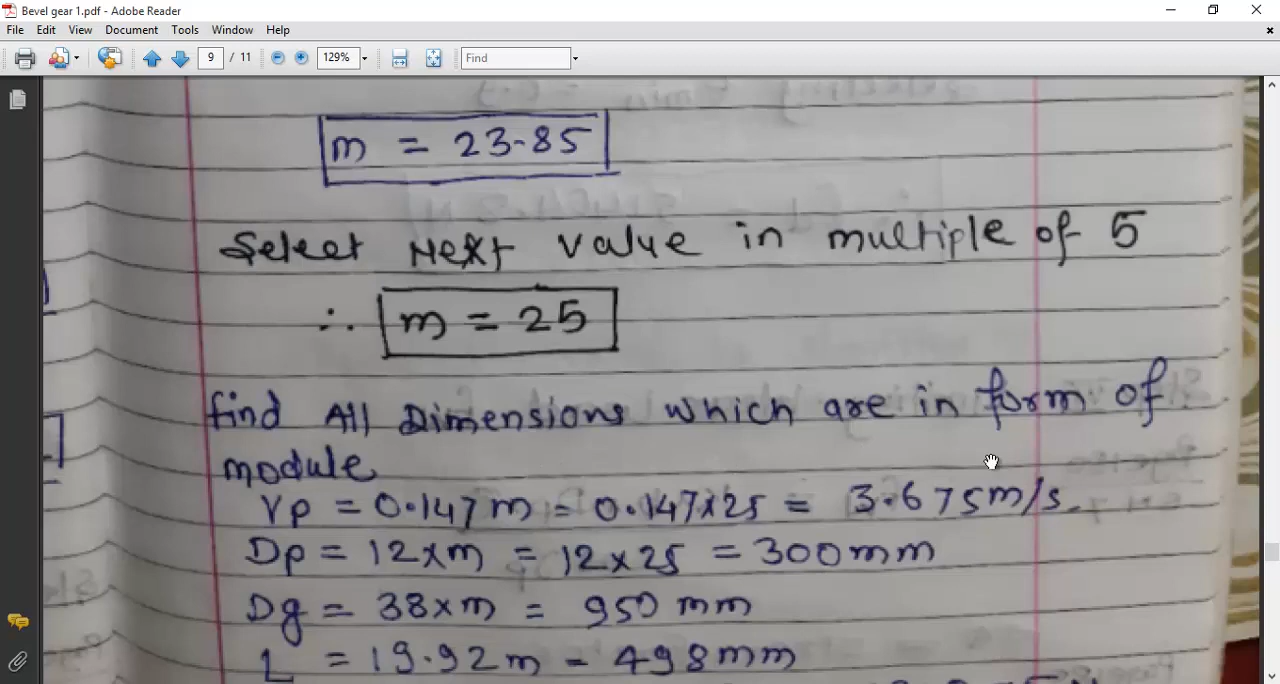 Bevel gear 1.pdf - Adobe Reader
File Edit View Document Tools Window Help
9 / 11 129% Find
m = 23.85
Select Next value in multiple of 5
∴ m = 25
find All Dimensions which are in form of
module
Vp = 0.147 m = 0.147x25 = 3.675m/s.
Dp = 12xm = 12x25 = 300mm
Dg = 38xm = 950 mm
L = 19.92m = 498mm